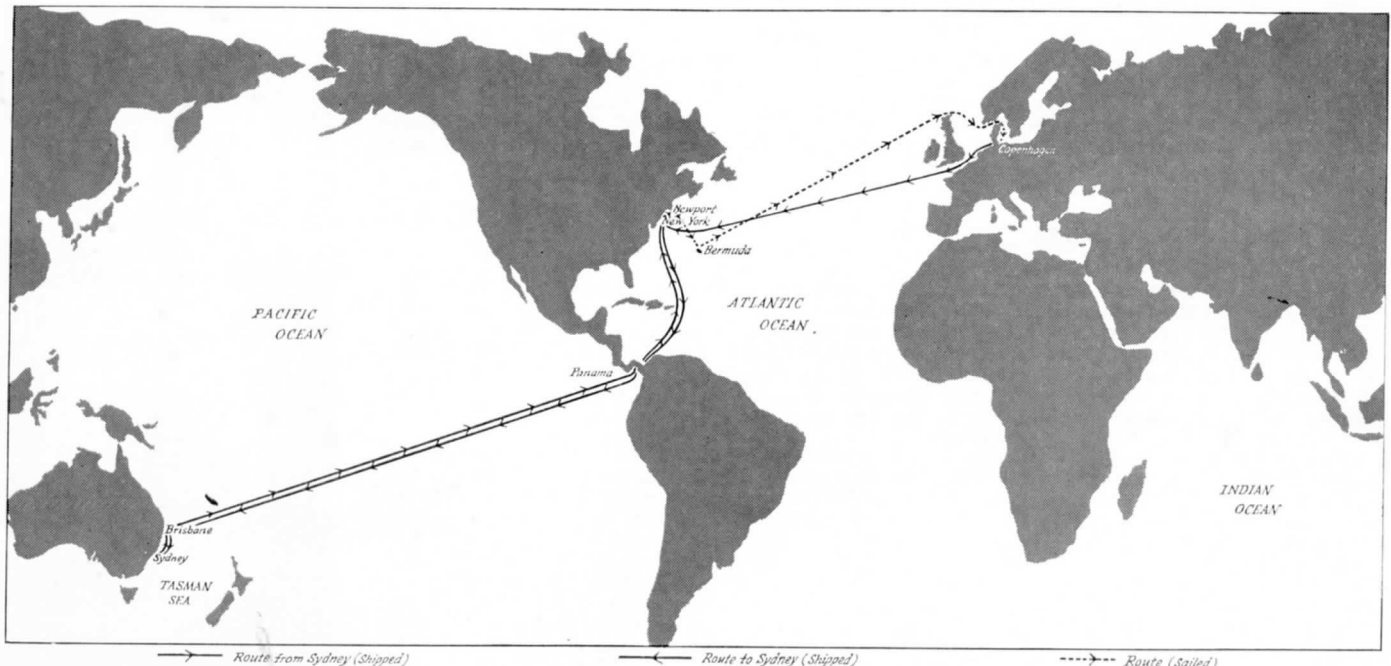 Copenhagen
Newport
New York
Bermuda
ATLANTIC
OCEAN
PACIFIC
OCEAN
Panama
INDIAN
OCEAN
Brisbane
Sydney
TASMAN
SEA
Route from Sydney (Shipped)
Route to Sydney (Shipped)
Route (Sailed)